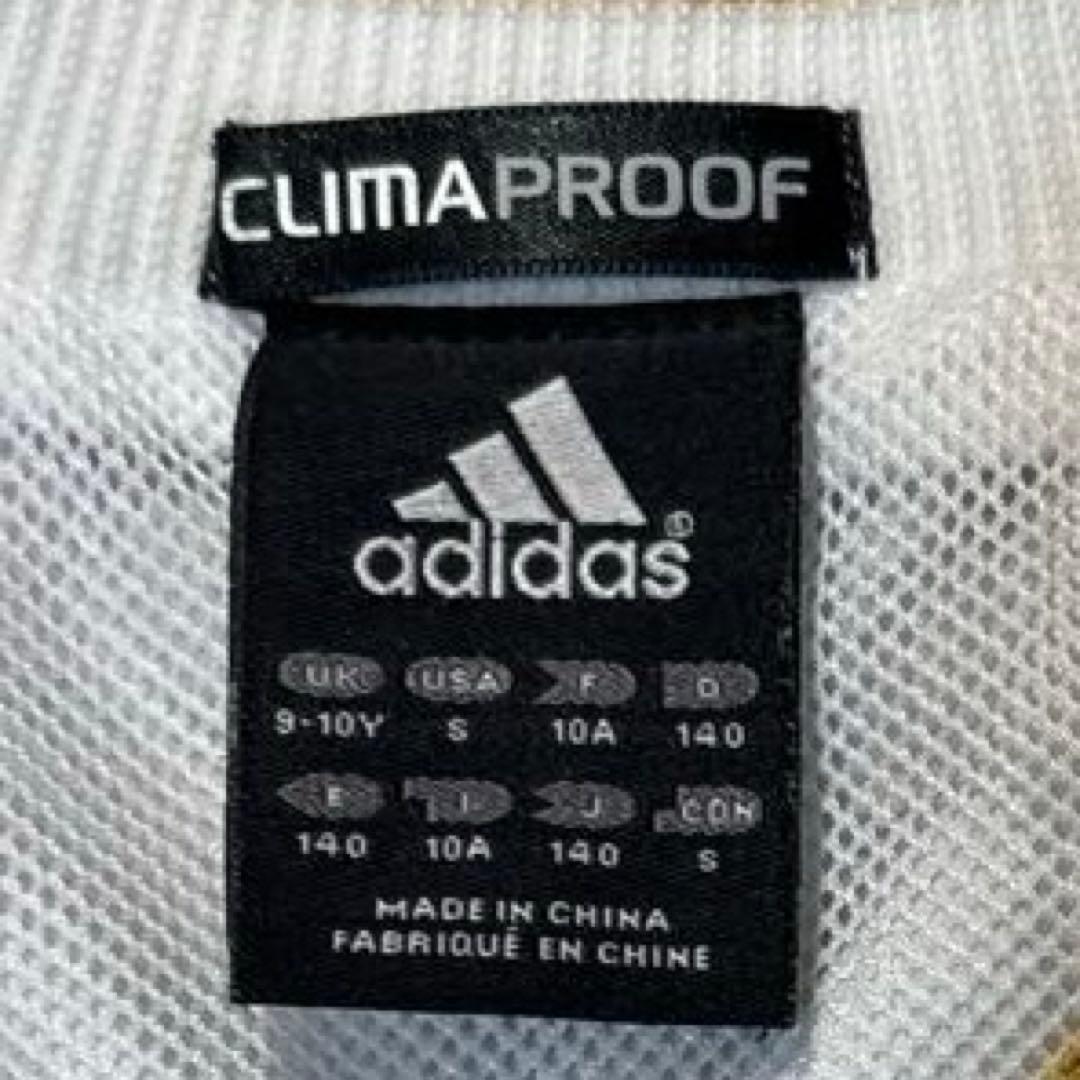 CLIMAPROOF
adidas®
UK USA F D
9-10Y S 10A 140
E I J CDN
140 10A 140 S
MADE IN CHINA
FABRIQUÉ EN CHINE